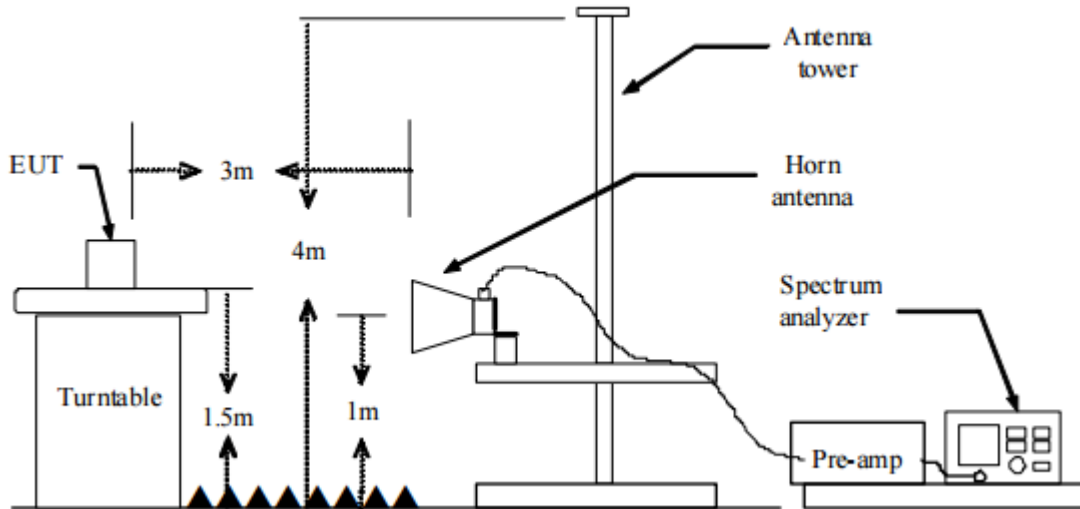 Antenna
tower
EUT
3m
Horn
antenna
4m
Spectrum
analyzer
Turntable
1.5m
1m
Pre-amp